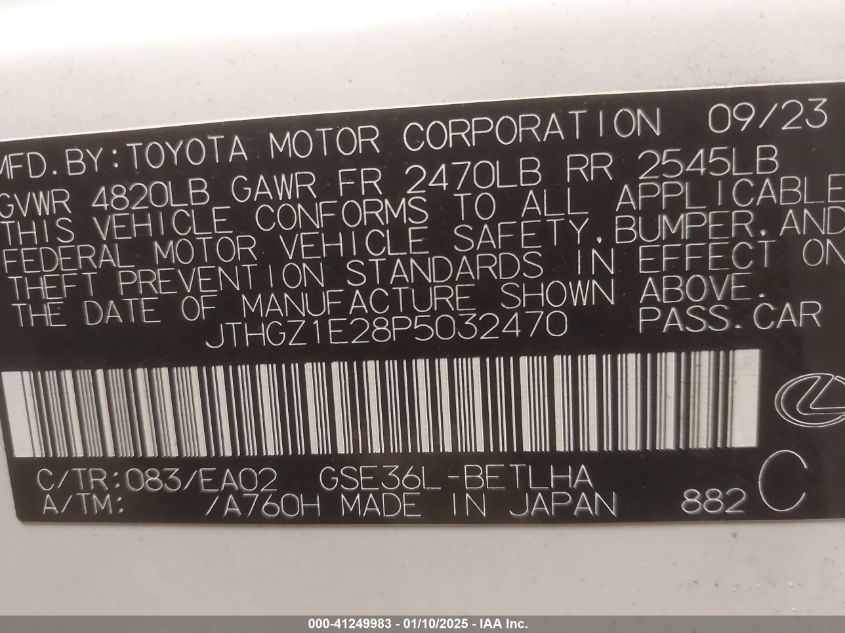 MFD. BY: TOYOTA MOTOR CORPORATION 09/23
GVWR 4820LB GAWR FR 2470LB RR 2545LB
THIS VEHICLE CONFORMS TO ALL APPLICABLE
FEDERAL MOTOR VEHICLE SAFETY, BUMPER, AND
THEFT PREVENTION STANDARDS IN EFFECT ON
THE DATE OF MANUFACTURE SHOWN ABOVE.
JTHGZ1E28P5032470 PASS. CAR
C/TR: 083/EA02 GSE36L-BETLHA
A/TM: /A760H MADE IN JAPAN 882 C
000-41249983 - 01/10/2025 - IAA Inc.